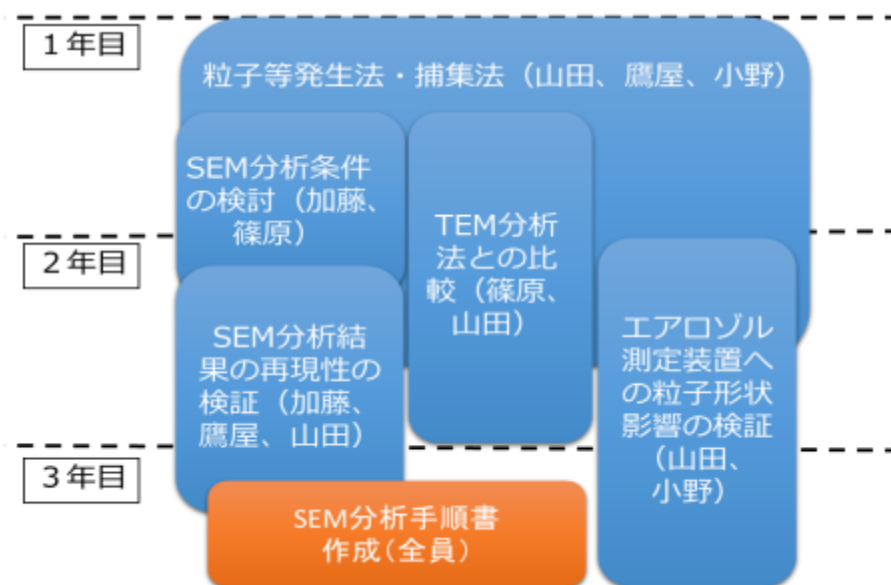 1年目
粒子等発生法・捕集法（山田、鷹屋、小野）
SEM分析条件
の検討（加藤、
篠原）
TEM分析
法との比
較（篠原、
山田）
2年目
SEM分析結
果の再現性の
検証（加藤、
鷹屋、山田）
エアロゾル
測定装置へ
の粒子形状
影響の検証
（山田、
小野）
3年目
SEM分析手順書
作成（全員）